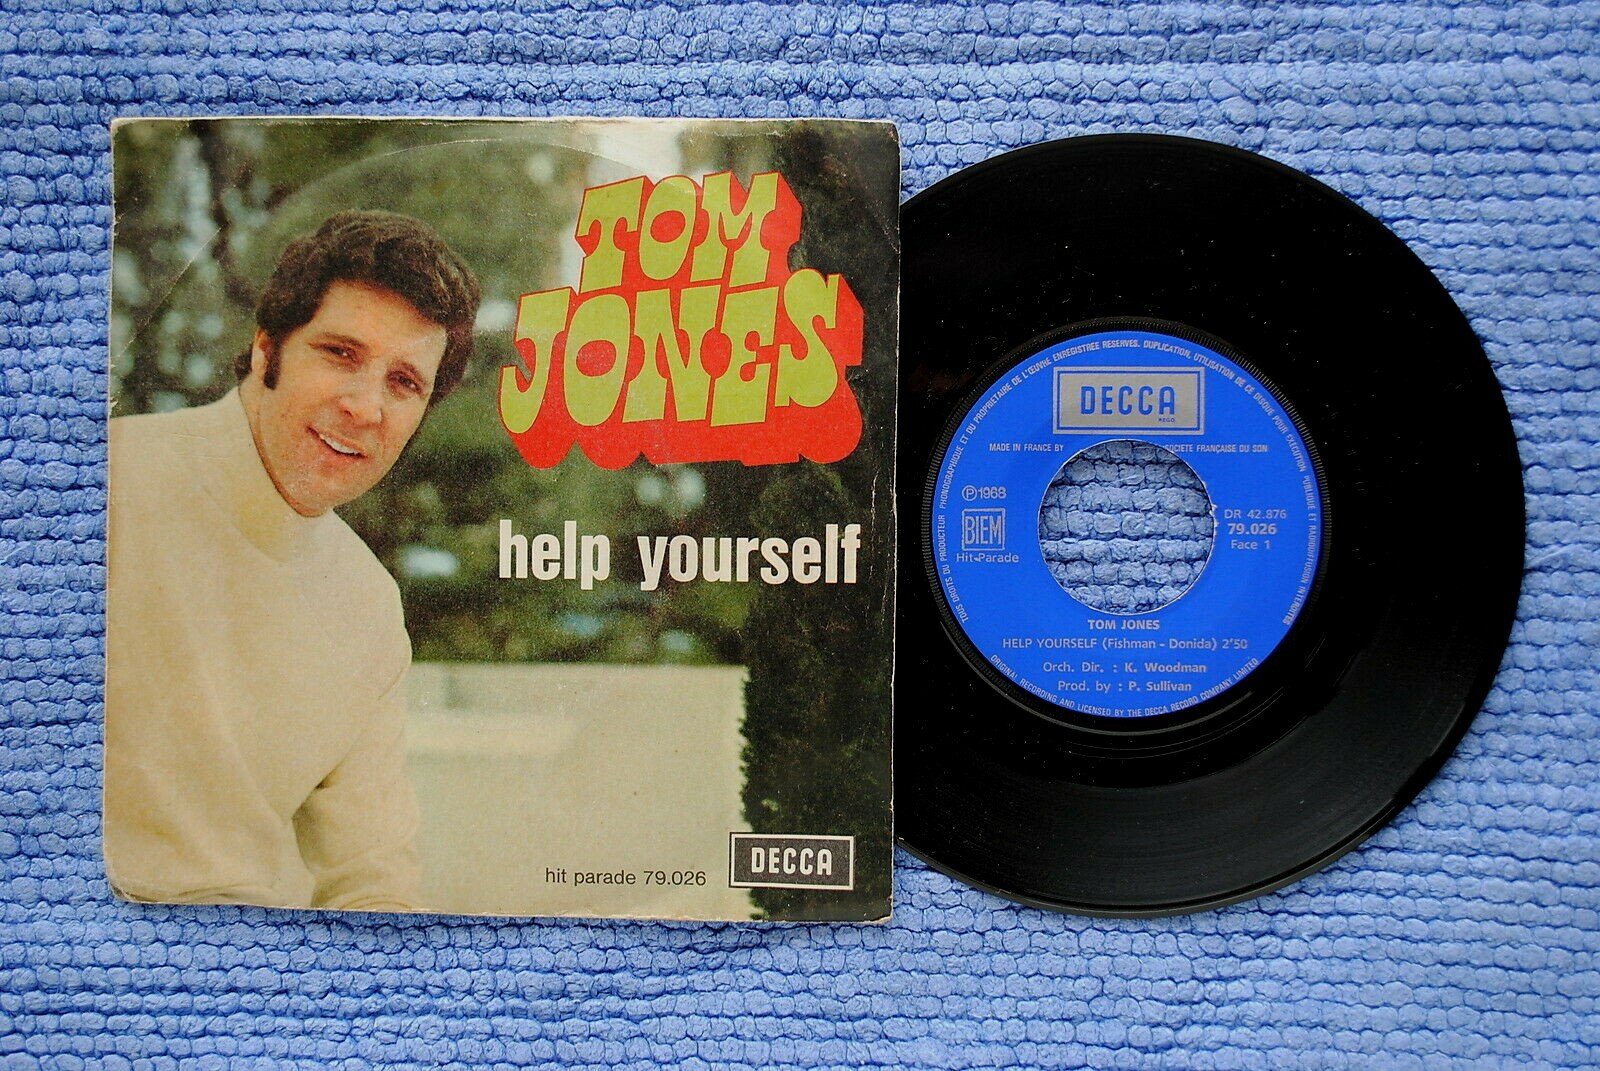 TOM
JONES
help yourself
hit parade 79.026
DECCA
TOUS DROITS DU PRODUCTEUR PHONOGRAPHIQUE ET DU PROPRIETAIRE DE L'ŒUVRE ENREGISTREE RESERVES. DUPLICATION, UTILISATION DE CE DISQUE POUR EXECUTION PUBLIQUE ET RADIODIFFUSION INTERDITES
DECCA
REGD.
MADE IN FRANCE BY SOCIETE FRANÇAISE DU SON
℗ 1968
BIEM
Hit-Parade
DR 42.876
79.026
Face 1
TOM JONES
HELP YOURSELF (Fishman - Donida) 2'50
Orch. Dir. : K. Woodman
Prod. by : P. Sullivan
ORIGINAL RECORDING AND LICENSED BY THE DECCA RECORD COMPANY LIMITED